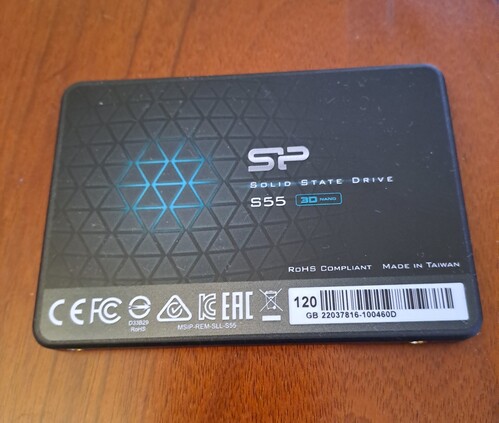 SP
SOLID STATE DRIVE
S55 3D NAND
RoHS COMPLIANT MADE IN TAIWAN
CE FC D33B29 RoHS EAC
MSIP-REM-SLL-S55
120
GB 22037816-100460D